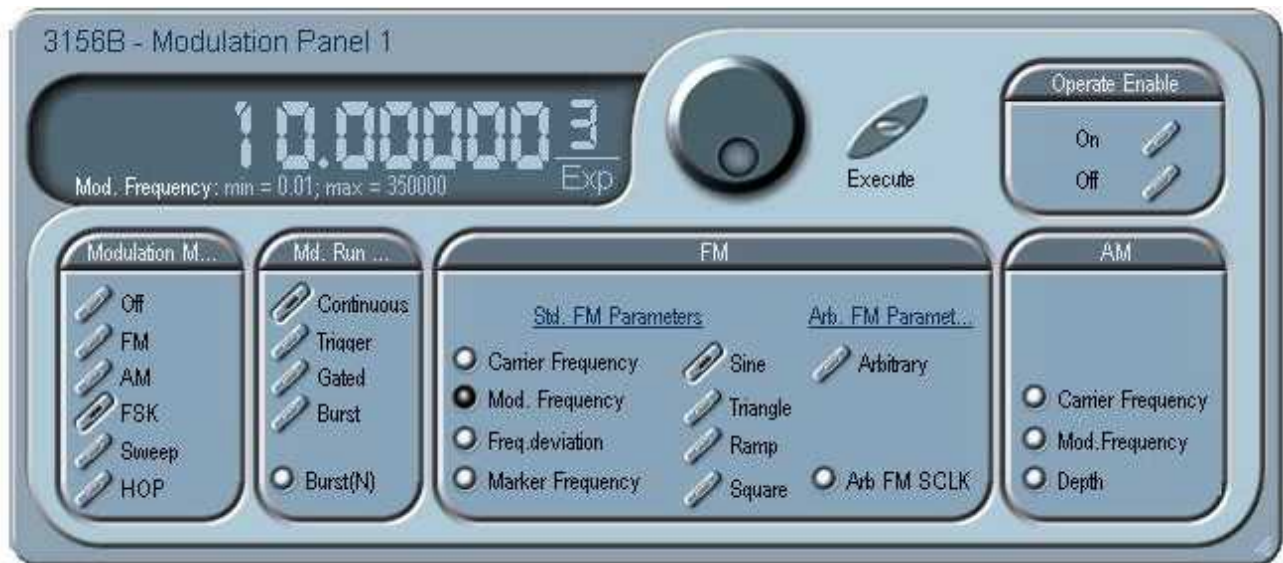 3156B - Modulation Panel 1
10.00000 3
Exp
Mod. Frequency: min = 0.01; max = 350000
Execute
Operate Enable
On
Off
Modulation M...
Off
FM
AM
FSK
Sweep
HOP
Md. Run ...
Continuous
Trigger
Gated
Burst
Burst(N)
FM
Std. FM Parameters
Carrier Frequency
Mod. Frequency
Freq.deviation
Marker Frequency
Sine
Triangle
Ramp
Square
Arb. FM Paramet...
Arbitrary
Arb FM SCLK
AM
Carrier Frequency
Mod.Frequency
Depth